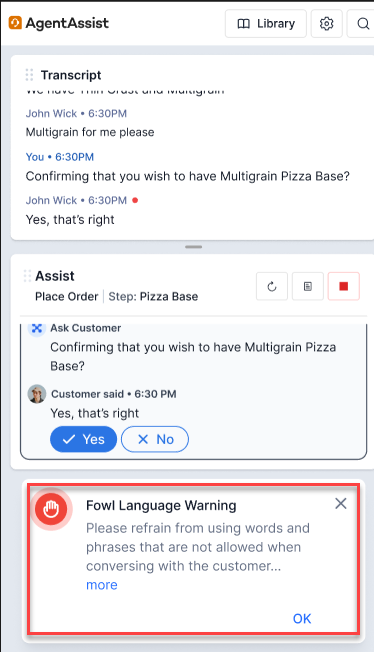 AgentAssist
Library
Transcript
We have Thin Crust and Multigrain
John Wick • 6:30PM
Multigrain for me please
You • 6:30PM
Confirming that you wish to have Multigrain Pizza Base?
John Wick • 6:30PM
Yes, that's right
Assist
Place Order | Step: Pizza Base
Ask Customer
Confirming that you wish to have Multigrain Pizza
Base?
Customer said • 6:30 PM
Yes, that's right
Yes
No
Fowl Language Warning
Please refrain from using words and
phrases that are not allowed when
conversing with the customer...
more
OK